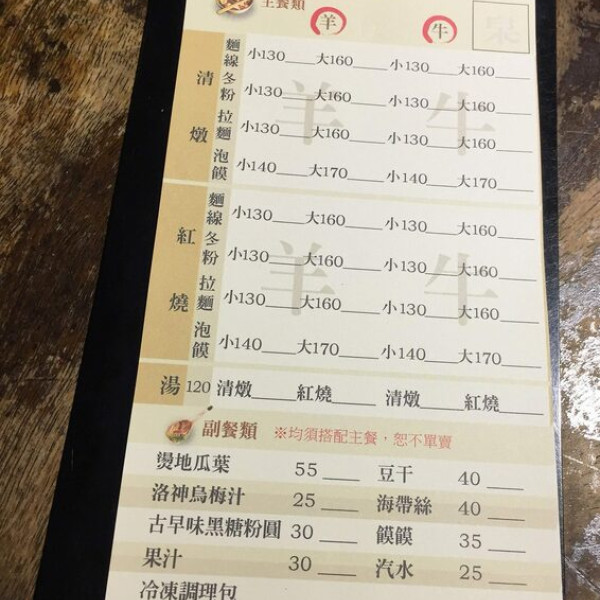 主餐類 羊 牛
清燉
麵線 小130 大160 小130 大160
冬粉 小130 大160 小130 大160
拉麵 小130 大160 小130 大160
泡饃 小140 大170 小140 大170
羊 牛
紅燒
麵線 小130 大160 小130 大160
冬粉 小130 大160 小130 大160
拉麵 小130 大160 小130 大160
泡饃 小140 大170 小140 大170
羊 牛
湯 120 清燉 紅燒 清燉 紅燒
副餐類 ※均須搭配主餐，恕不單賣
燙地瓜葉 55 豆干 40
洛神烏梅汁 25 海帶絲 40
古早味黑糖粉圓 30 饃饃 35
果汁 30 汽水 25
冷凍調理包